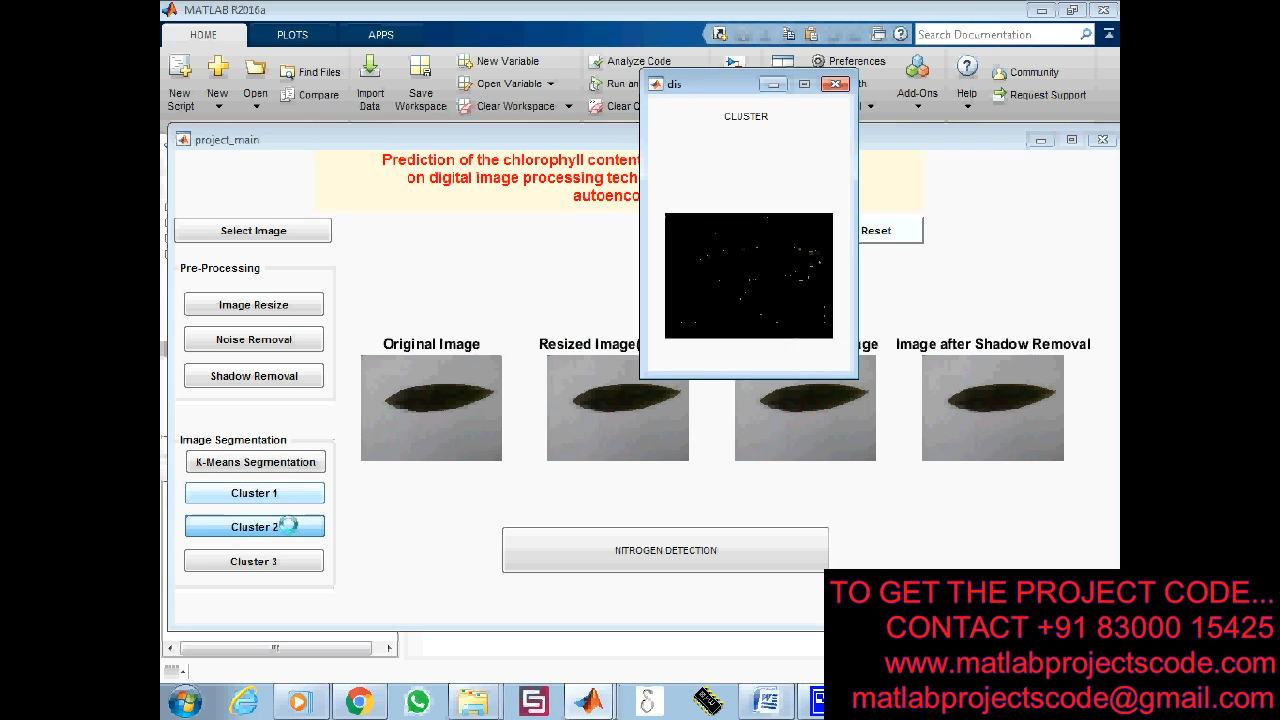 MATLAB R2016a
HOME
PLOTS
APPS
Search Documentation
New Script
New
Open
Find Files
Compare
Import Data
Save Workspace
New Variable
Open Variable
Clear Workspace
Analyze Code
Run an
Clear C
Preferences
Add-Ons
Help
Community
Request Support
dis
CLUSTER
project_main
Prediction of the chlorophyll content
on digital image processing tech
autoenco
Select Image
Reset
Pre-Processing
Image Resize
Noise Removal
Shadow Removal
Original Image
Resized Image(
ge
Image after Shadow Removal
Image Segmentation
K-Means Segmentation
Cluster 1
Cluster 2
Cluster 3
NITROGEN DETECTION
TO GET THE PROJECT CODE...
CONTACT +91 83000 15425
www.matlabprojectscode.com
matlabprojectscode@gmail.com